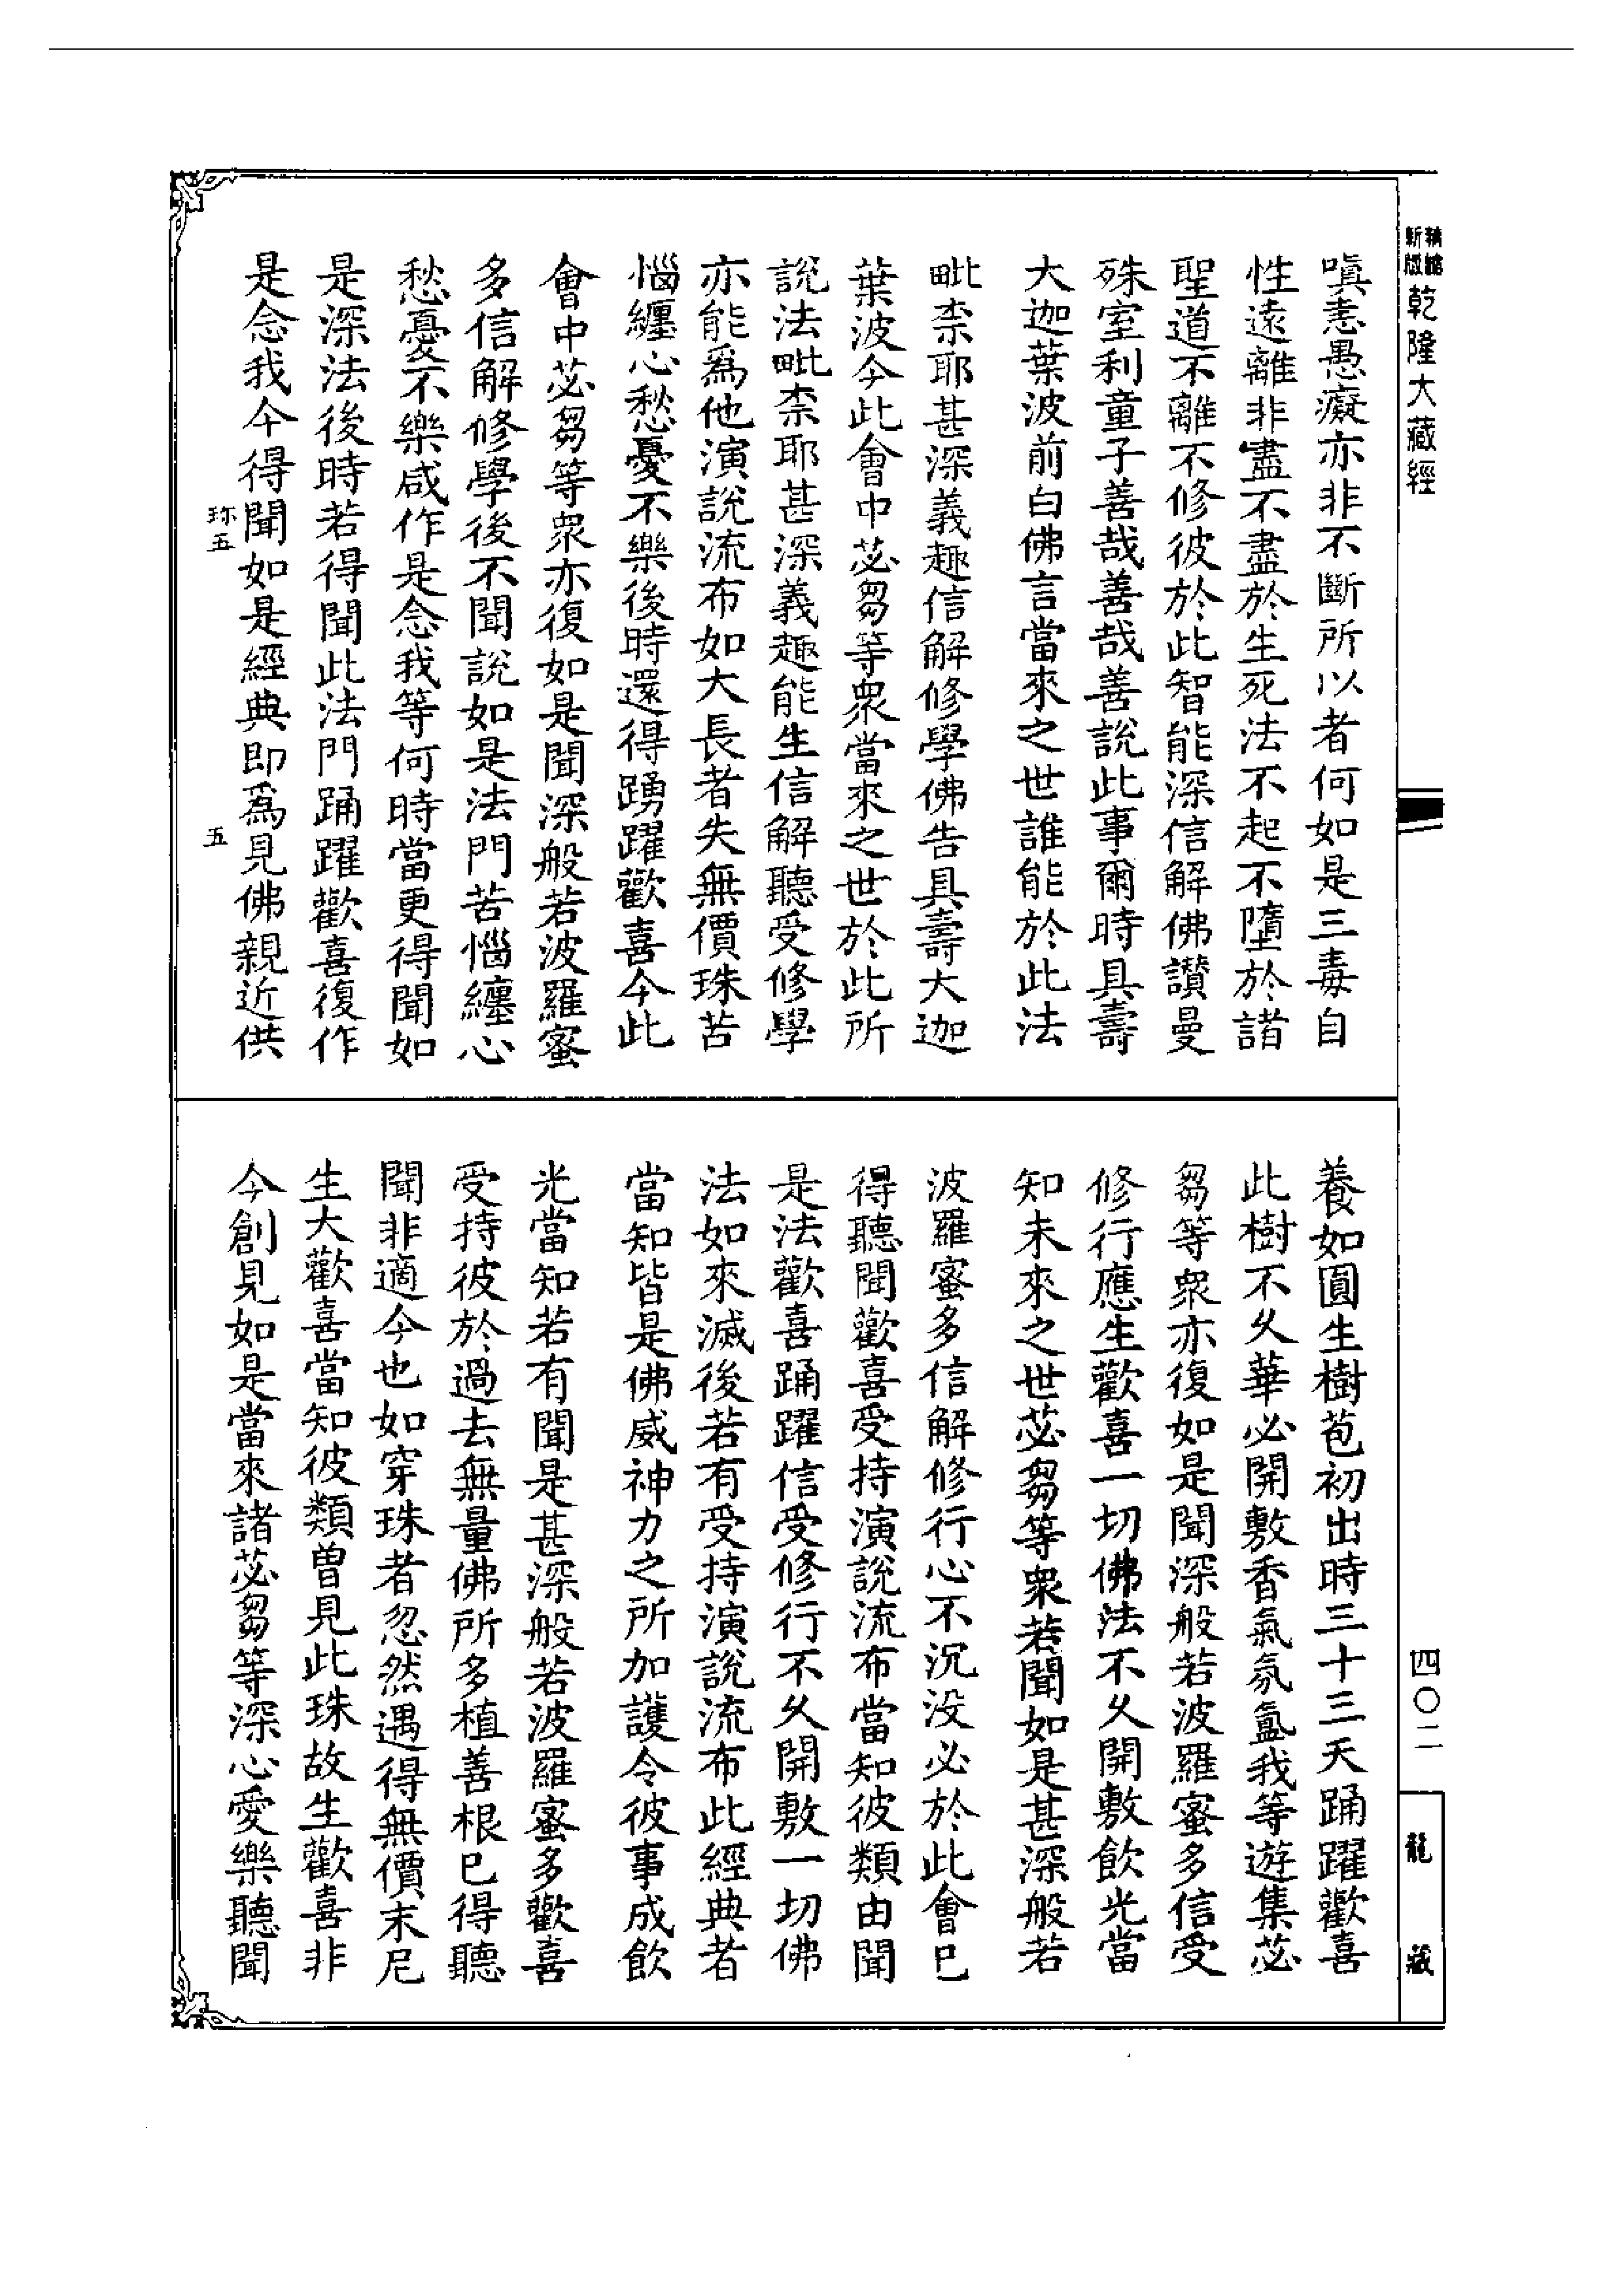 新版精縮乾隆大藏經
嗔恚愚癡亦非不斷所以者何如是三毒自
性遠離非盡不盡於生死法不起不墮於諸
聖道不離不修彼於此智能深信解佛讚曼
殊室利童子善哉善哉善說此事爾時具壽
大迦葉波前白佛言當來之世誰能於此法
毗柰耶甚深義趣信解修學佛告具壽大迦
葉波今此會中苾芻等衆當來之世於此所
說法毗柰耶甚深義趣能生信解聽受修學
亦能爲他演說流布如大長者失無價珠苦
惱纏心愁憂不樂後時還得踴躍歡喜今此
會中苾芻等衆亦復如是聞深般若波羅蜜
多信解修學後不聞說如是法門苦惱纏心
愁憂不樂咸作是念我等何時當更得聞如
是深法後時若得聞此法門踊躍歡喜復作
是念我今得聞如是經典即爲見佛親近供
珎五
五
養如圓生樹苞初出時三十三天踊躍歡喜
此樹不久華必開敷香氣氛氳我等遊集苾
芻等衆亦復如是聞深般若波羅蜜多信受
修行應生歡喜一切佛法不久開敷飲光當
知未來之世苾芻等衆若聞如是甚深般若
波羅蜜多信解修行心不沉沒必於此會已
得聽聞歡喜受持演說流布當知彼類由聞
是法歡喜踊躍信受修行不久開敷一切佛
法如來滅後若有受持演說流布此經典者
當知皆是佛威神力之所加護令彼事成飲
光當知若有聞是甚深般若波羅蜜多歡喜
受持彼於過去無量佛所多植善根已得聽
聞非適今也如穿珠者忽然遇得無價末尼
生大歡喜當知彼類曽見此珠故生歡喜非
今創見如是當來諸苾芻等深心愛樂聽聞
四〇二
龍藏